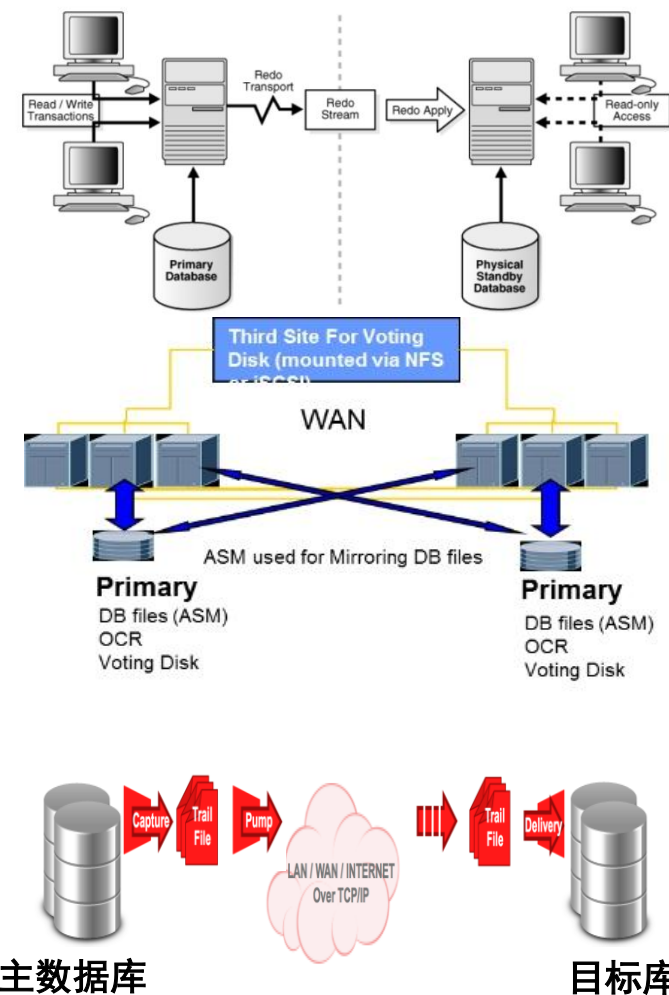 Redo
Transport
Read / Write
Transactions
Redo
Stream
Redo Apply
Read-only
Access
Primary
Database
Physical
Standby
Database
Third Site For Voting
Disk (mounted via NFS
or iSCSI)
WAN
ASM used for Mirroring DB files
Primary
DB files (ASM)
OCR
Voting Disk
Primary
DB files (ASM)
OCR
Voting Disk
Capture
Trail
File
Pump
LAN / WAN / INTERNET
Over TCP/IP
Trail
File
Delivery
主数据库
目标库